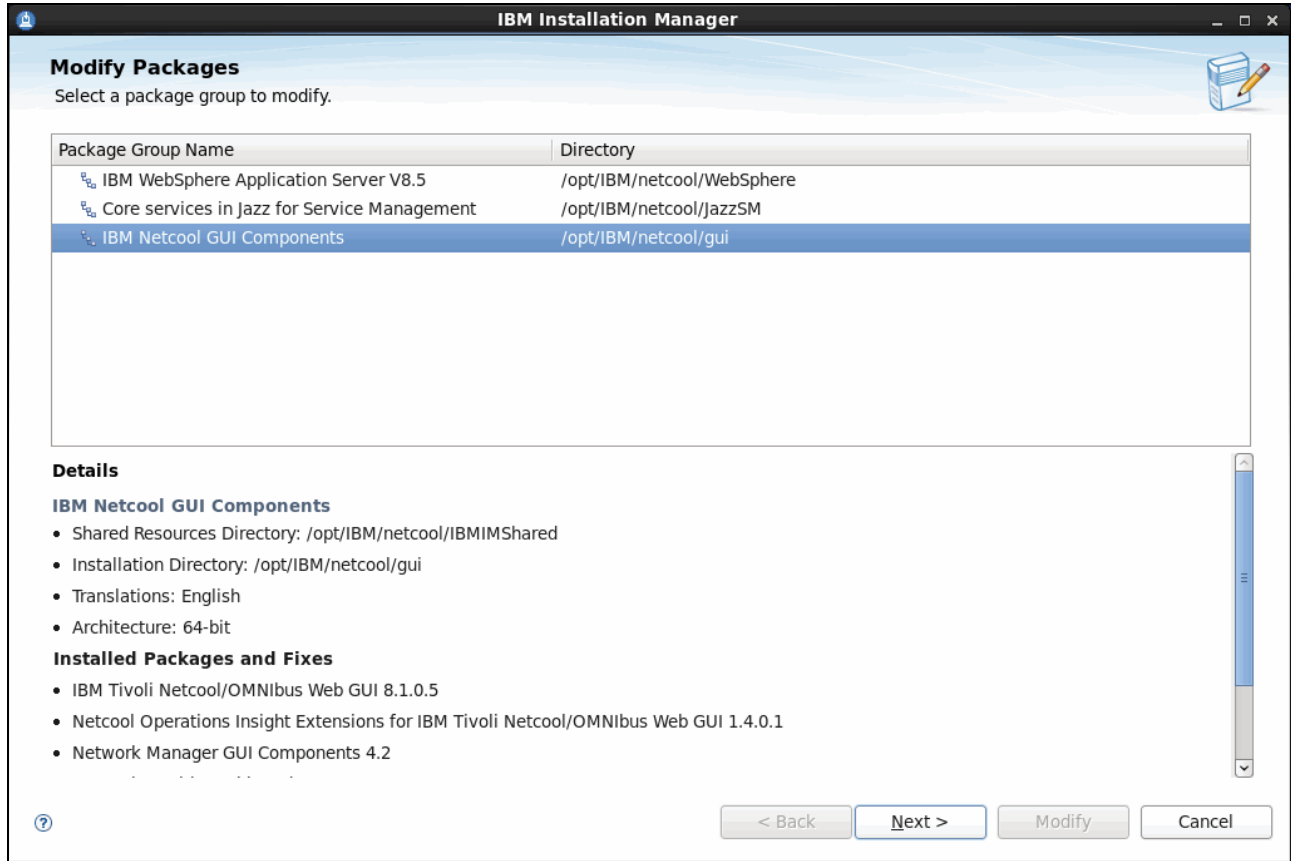 IBM Installation Manager
Modify Packages
Select a package group to modify.
Package Group Name Directory
IBM WebSphere Application Server V8.5 /opt/IBM/netcool/WebSphere
Core services in Jazz for Service Management /opt/IBM/netcool/JazzSM
IBM Netcool GUI Components /opt/IBM/netcool/gui
Details
IBM Netcool GUI Components
• Shared Resources Directory: /opt/IBM/netcool/IBMIMShared
• Installation Directory: /opt/IBM/netcool/gui
• Translations: English
• Architecture: 64-bit
Installed Packages and Fixes
• IBM Tivoli Netcool/OMNIbus Web GUI 8.1.0.5
• Netcool Operations Insight Extensions for IBM Tivoli Netcool/OMNIbus Web GUI 1.4.0.1
• Network Manager GUI Components 4.2
? < Back Next > Modify Cancel